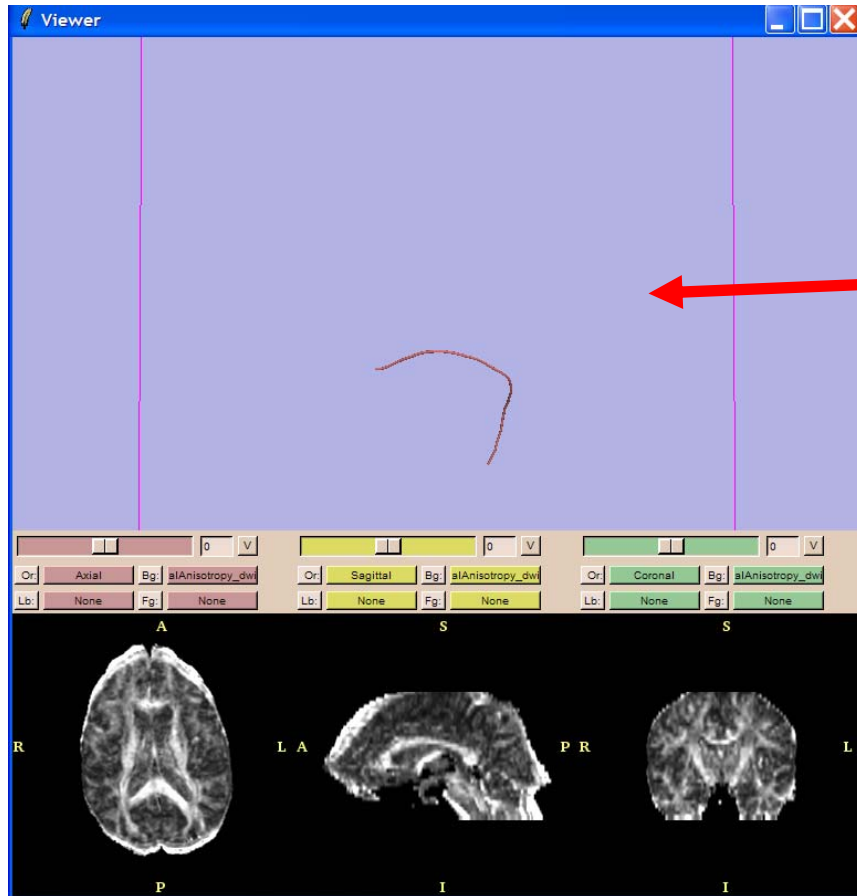 Viewer
0 V 0 V 0 V
Or: Axial Bg: alAnisotropy_dwi Or: Sagittal Bg: alAnisotropy_dwi Or: Coronal Bg: alAnisotropy_dwi
Lb: None Fg: None Lb: None Fg: None Lb: None Fg: None
A S S
R L A P R L
P I I